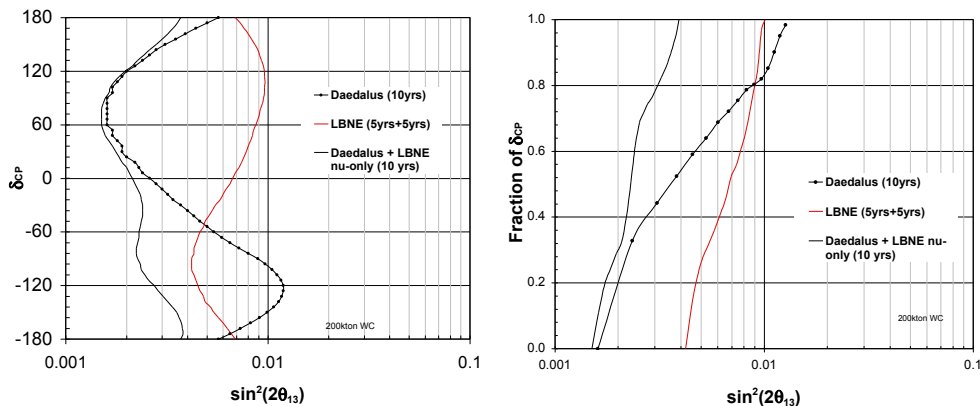 180
120
60
0
-60
-120
-180
δCP
0.001
0.01
0.1
sin²(2θ₁₃)
Daedalus (10yrs)
LBNE (5yrs+5yrs)
Daedalus + LBNE
nu-only (10 yrs)
200kton WC
1.0
0.8
0.6
0.4
0.2
0.0
Fraction of δCP
0.001
0.01
0.1
sin²(2θ₁₃)
Daedalus (10yrs)
LBNE (5yrs+5yrs)
Daedalus + LBNE nu-
only (10 yrs)
200kton WC